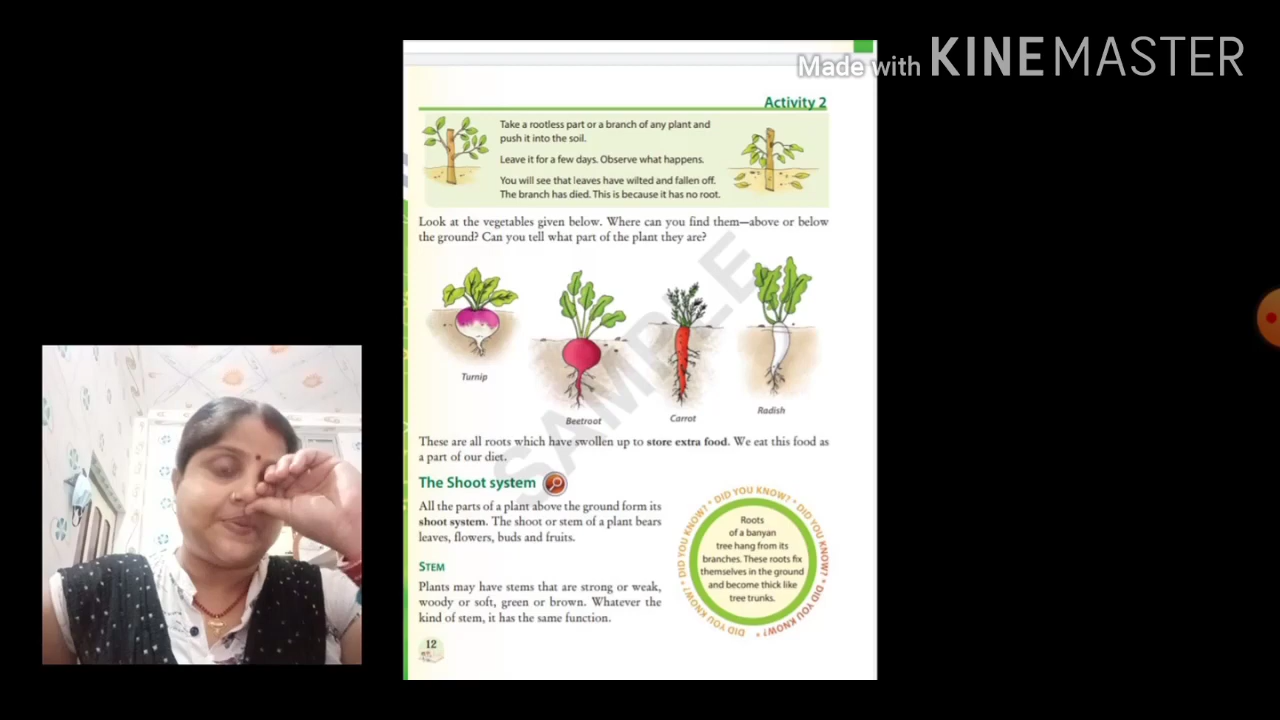 Made with KINEMASTER
Activity 2
Take a rootless part or a branch of any plant and
push it into the soil.
Leave it for a few days. Observe what happens.
You will see that leaves have wilted and fallen off.
The branch has died. This is because it has no root.
Look at the vegetables given below. Where can you find them—above or below
the ground? Can you tell what part of the plant they are?
Turnip
Beetroot
Carrot
Radish
SAMPLE
These are all roots which have swollen up to store extra food. We eat this food as
a part of our diet.
The Shoot system
All the parts of a plant above the ground form its
shoot system. The shoot or stem of a plant bears
leaves, flowers, buds and fruits.
STEM
Plants may have stems that are strong or weak,
woody or soft, green or brown. Whatever the
kind of stem, it has the same function.
DID YOU KNOW? * DID YOU KNOW? * DID YOU KNOW? * DID YOU KNOW? * DID YOU KNOW? *
Roots
of a banyan
tree hang from its
branches. These roots fix
themselves in the ground
and become thick like
tree trunks.
12